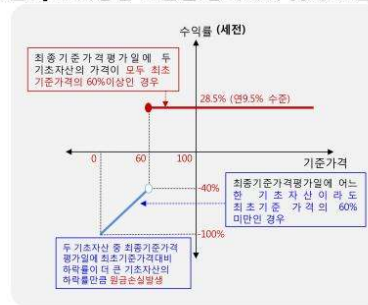 수익률 (세전)
최종기준가격평가일에 두
기초자산의 가격이 모두 최초
기준가격의 60%이상인 경우
28.5% (연9.5% 수준)
0 60 100
기준가격
-40%
최종기준가격평가일에 어느
한 기초자산이라도
최초기준 가격의 60%
미만인 경우
-100%
두 기초자산 중 최종기준가격
평가일에 최초기준가격대비
하락률이 더 큰 기초자산의
하락률만큼 원금손실발생